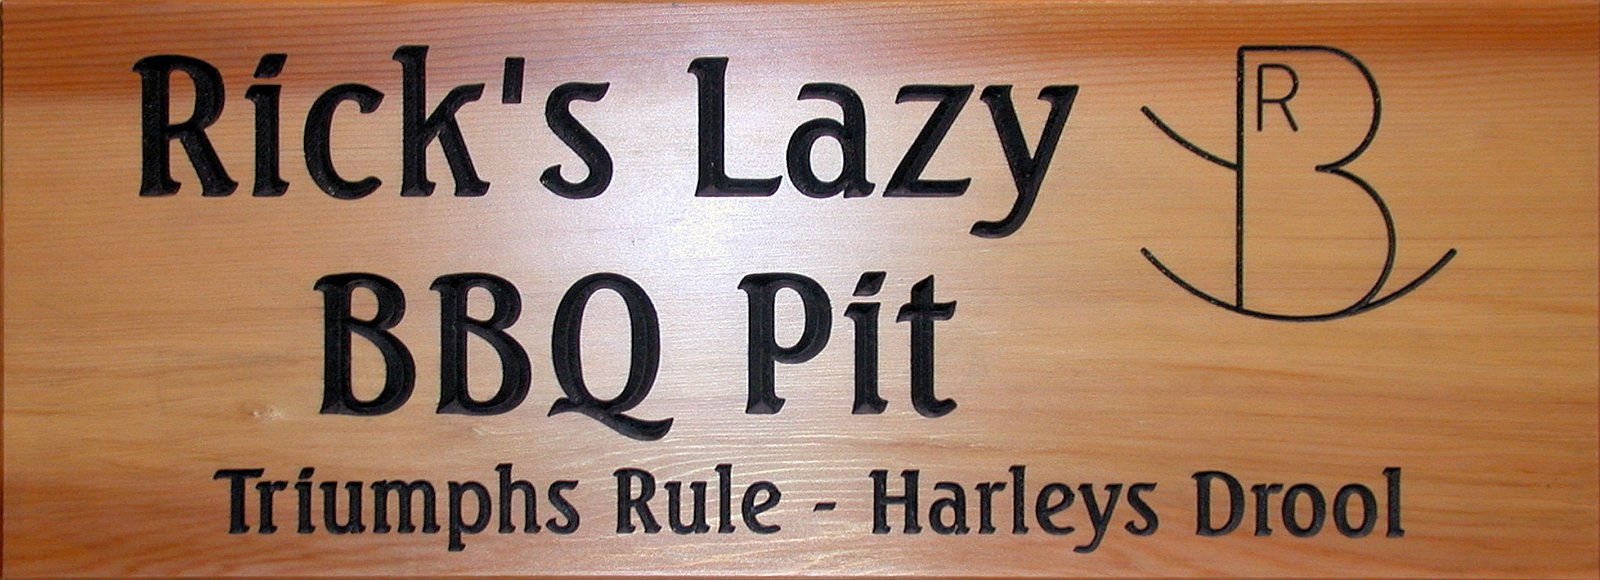 Rick's Lazy
BBQ Pit
Triumphs Rule - Harleys Drool
R
B